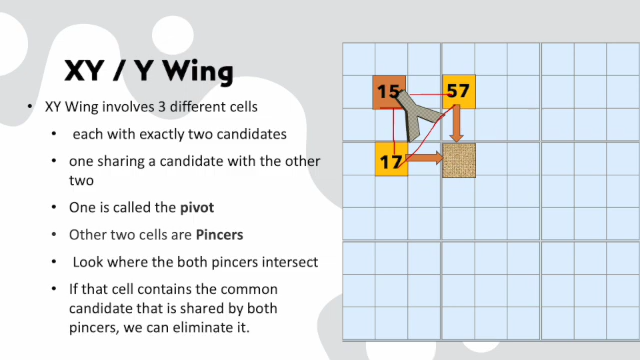 XY / Y Wing
• XY Wing involves 3 different cells
• each with exactly two candidates
• one sharing a candidate with the other
two
• One is called the pivot
• Other two cells are Pincers
• Look where the both pincers intersect
• If that cell contains the common
candidate that is shared by both
pincers, we can eliminate it.
15
57
17